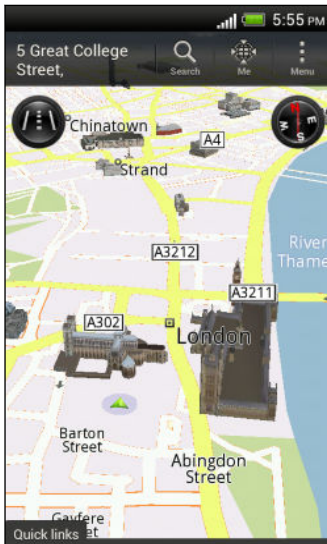 5:55 PM
5 Great College
Street,
Search
Me
Menu
Chinatown
A4
E
S
W
Strand
A3212
River
Thame
A3211
A302
London
Barton
Street
Abingdon
Street
Gayfere
et
Quick links